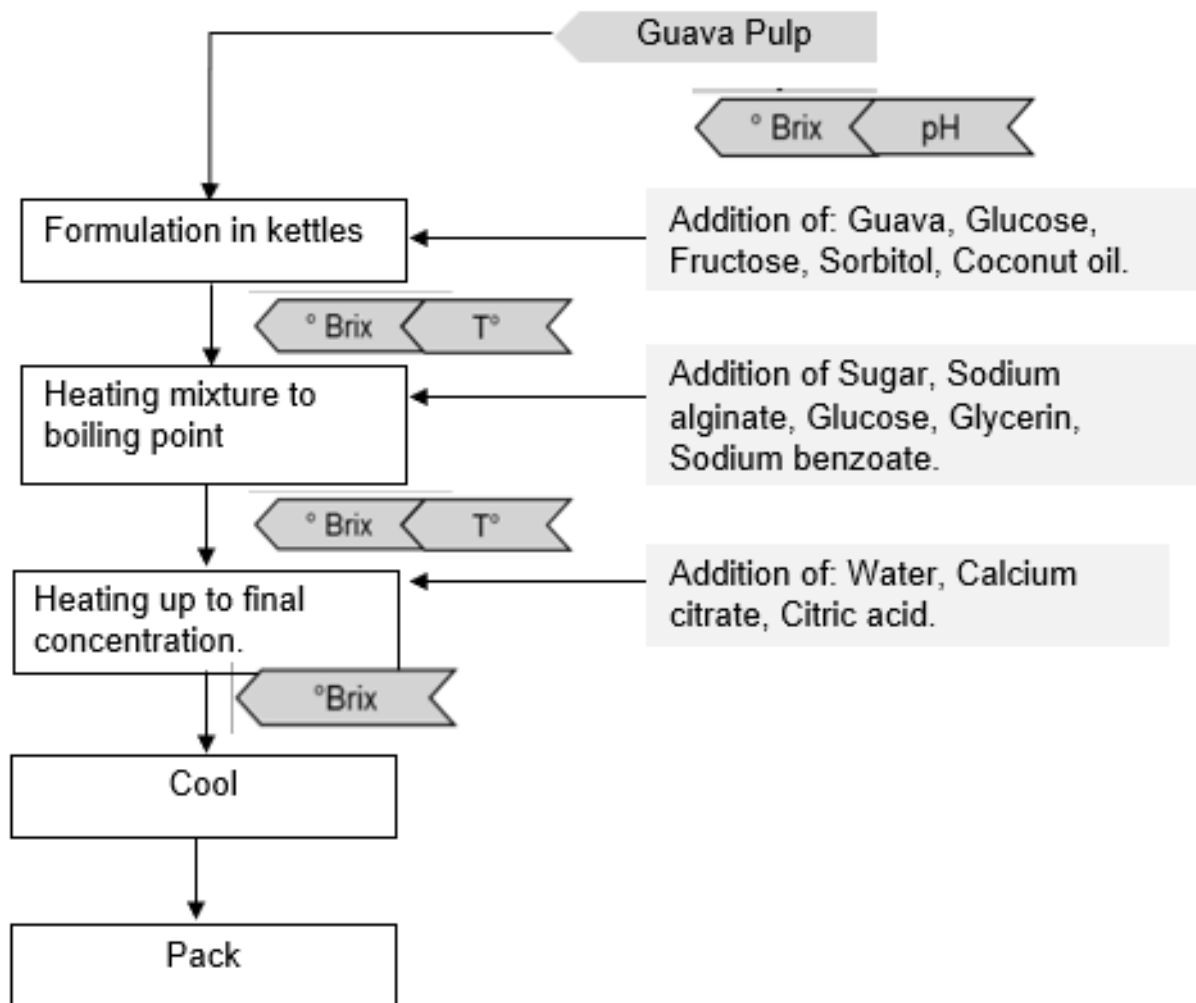 Guava Pulp
° Brix
pH
Formulation in kettles
Addition of: Guava, Glucose,
Fructose, Sorbitol, Coconut oil.
° Brix
T°
Heating mixture to
boiling point
Addition of Sugar, Sodium
alginate, Glucose, Glycerin,
Sodium benzoate.
° Brix
T°
Heating up to final
concentration.
Addition of: Water, Calcium
citrate, Citric acid.
°Brix
Cool
Pack